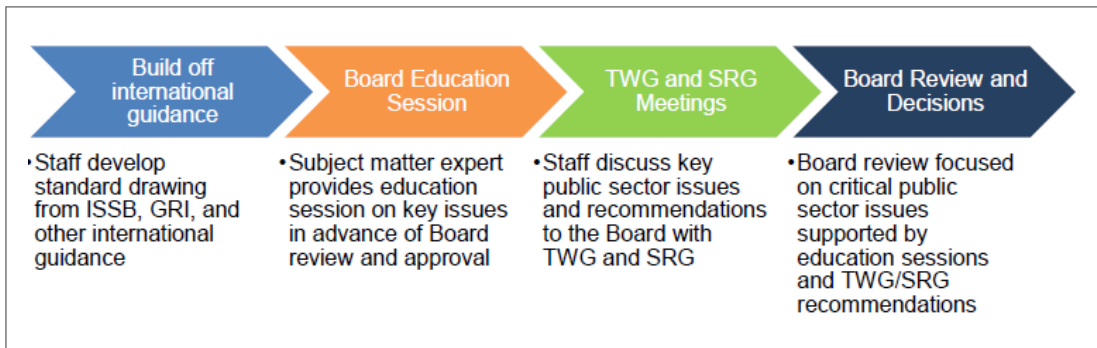 Build off
international
guidance
Board Education
Session
TWG and SRG
Meetings
Board Review and
Decisions
•Staff develop
standard drawing
from ISSB, GRI, and
other international
guidance
•Subject matter expert
provides education
session on key issues
in advance of Board
review and approval
•Staff discuss key
public sector issues
and recommendations
to the Board with
TWG and SRG
•Board review focused
on critical public
sector issues
supported by
education sessions
and TWG/SRG
recommendations